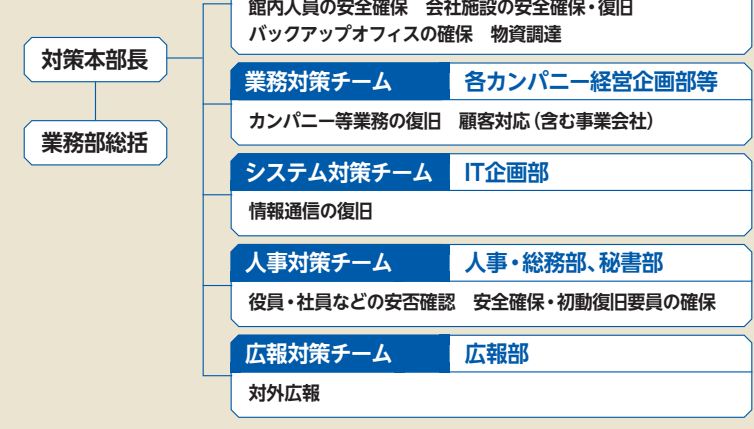 館内人員の安全確保　会社施設の安全確保・復旧
バックアップオフィスの確保　物資調達
対策本部長
業務部総括
業務対策チーム　各カンパニー経営企画部等
カンパニー等業務の復旧　顧客対応（含む事業会社）
システム対策チーム　IT企画部
情報通信の復旧
人事対策チーム　人事・総務部、秘書部
役員・社員などの安否確認　安全確保・初動復旧要員の確保
広報対策チーム　広報部
対外広報